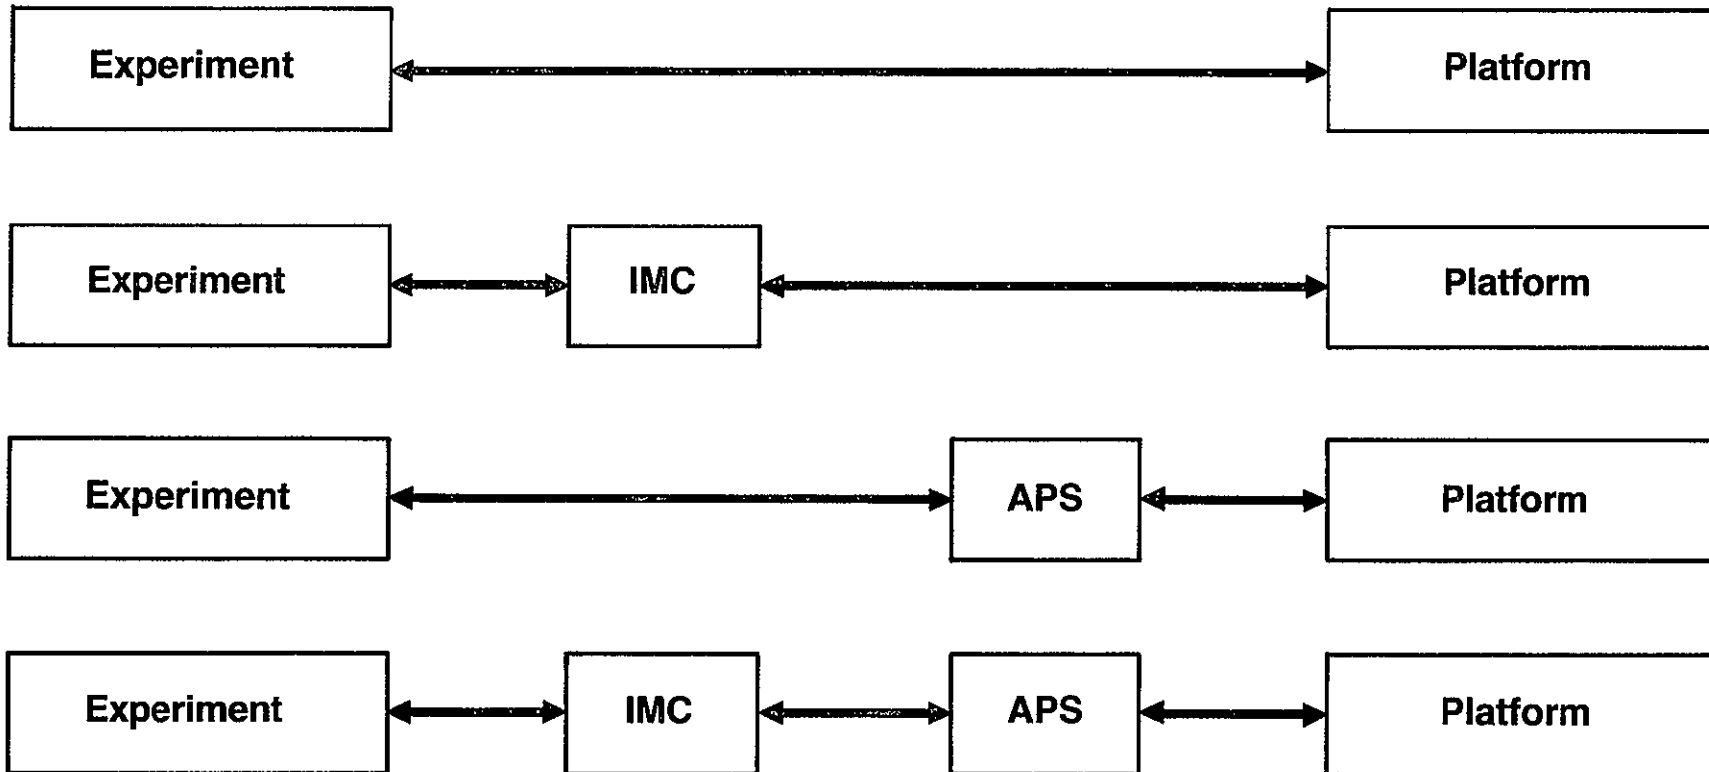 Experiment Platform
Experiment IMC Platform
Experiment APS Platform
Experiment IMC APS Platform